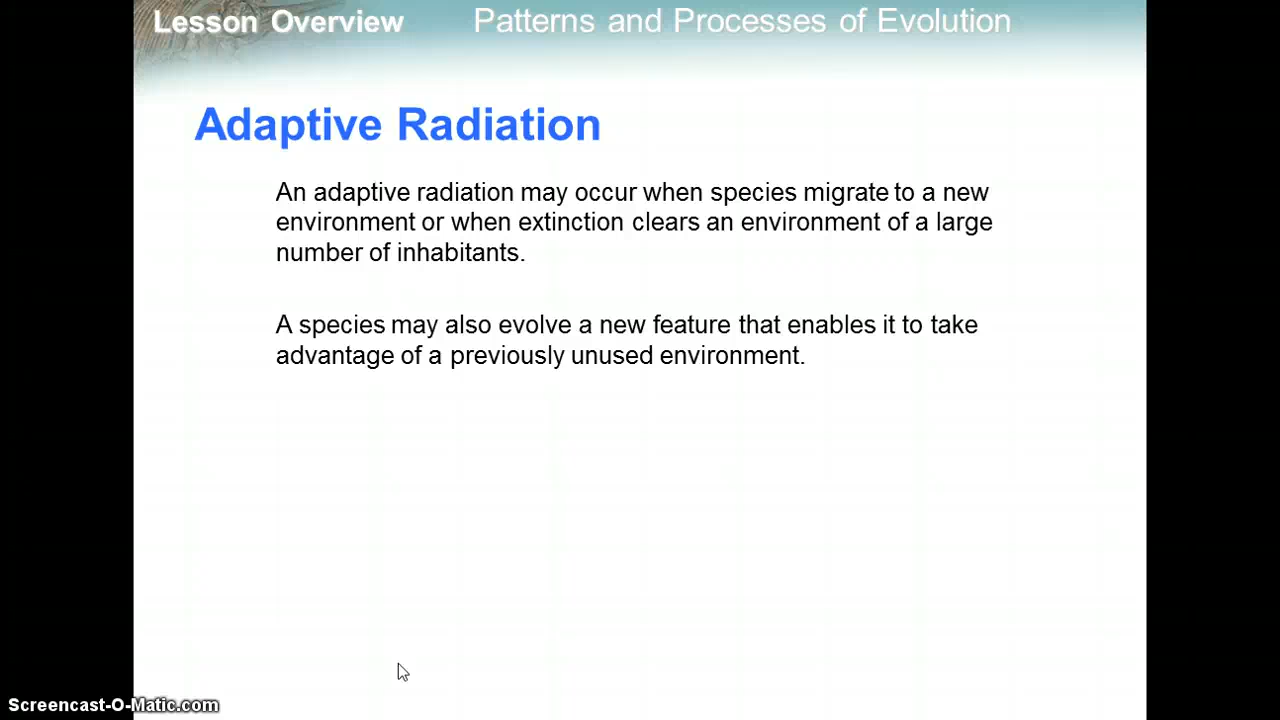 Lesson Overview Patterns and Processes of Evolution
Adaptive Radiation
An adaptive radiation may occur when species migrate to a new
environment or when extinction clears an environment of a large
number of inhabitants.
A species may also evolve a new feature that enables it to take
advantage of a previously unused environment.
Screencast-O-Matic.com